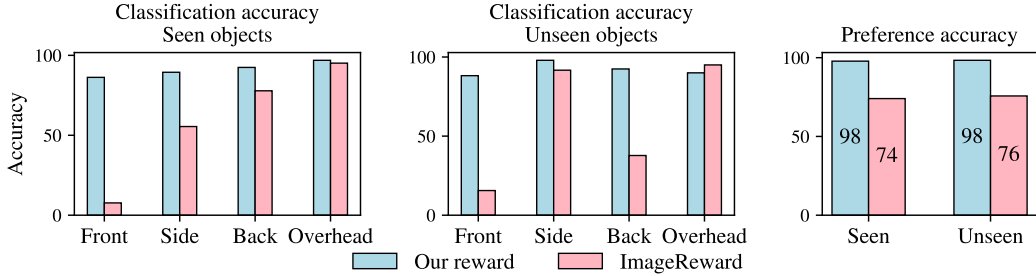 Classification accuracy
Seen objects
Accuracy
100
50
0
Front Side Back Overhead
Classification accuracy
Unseen objects
100
50
0
Front Side Back Overhead
Preference accuracy
100
50
0
98 74 98 76
Seen Unseen
Our reward ImageReward